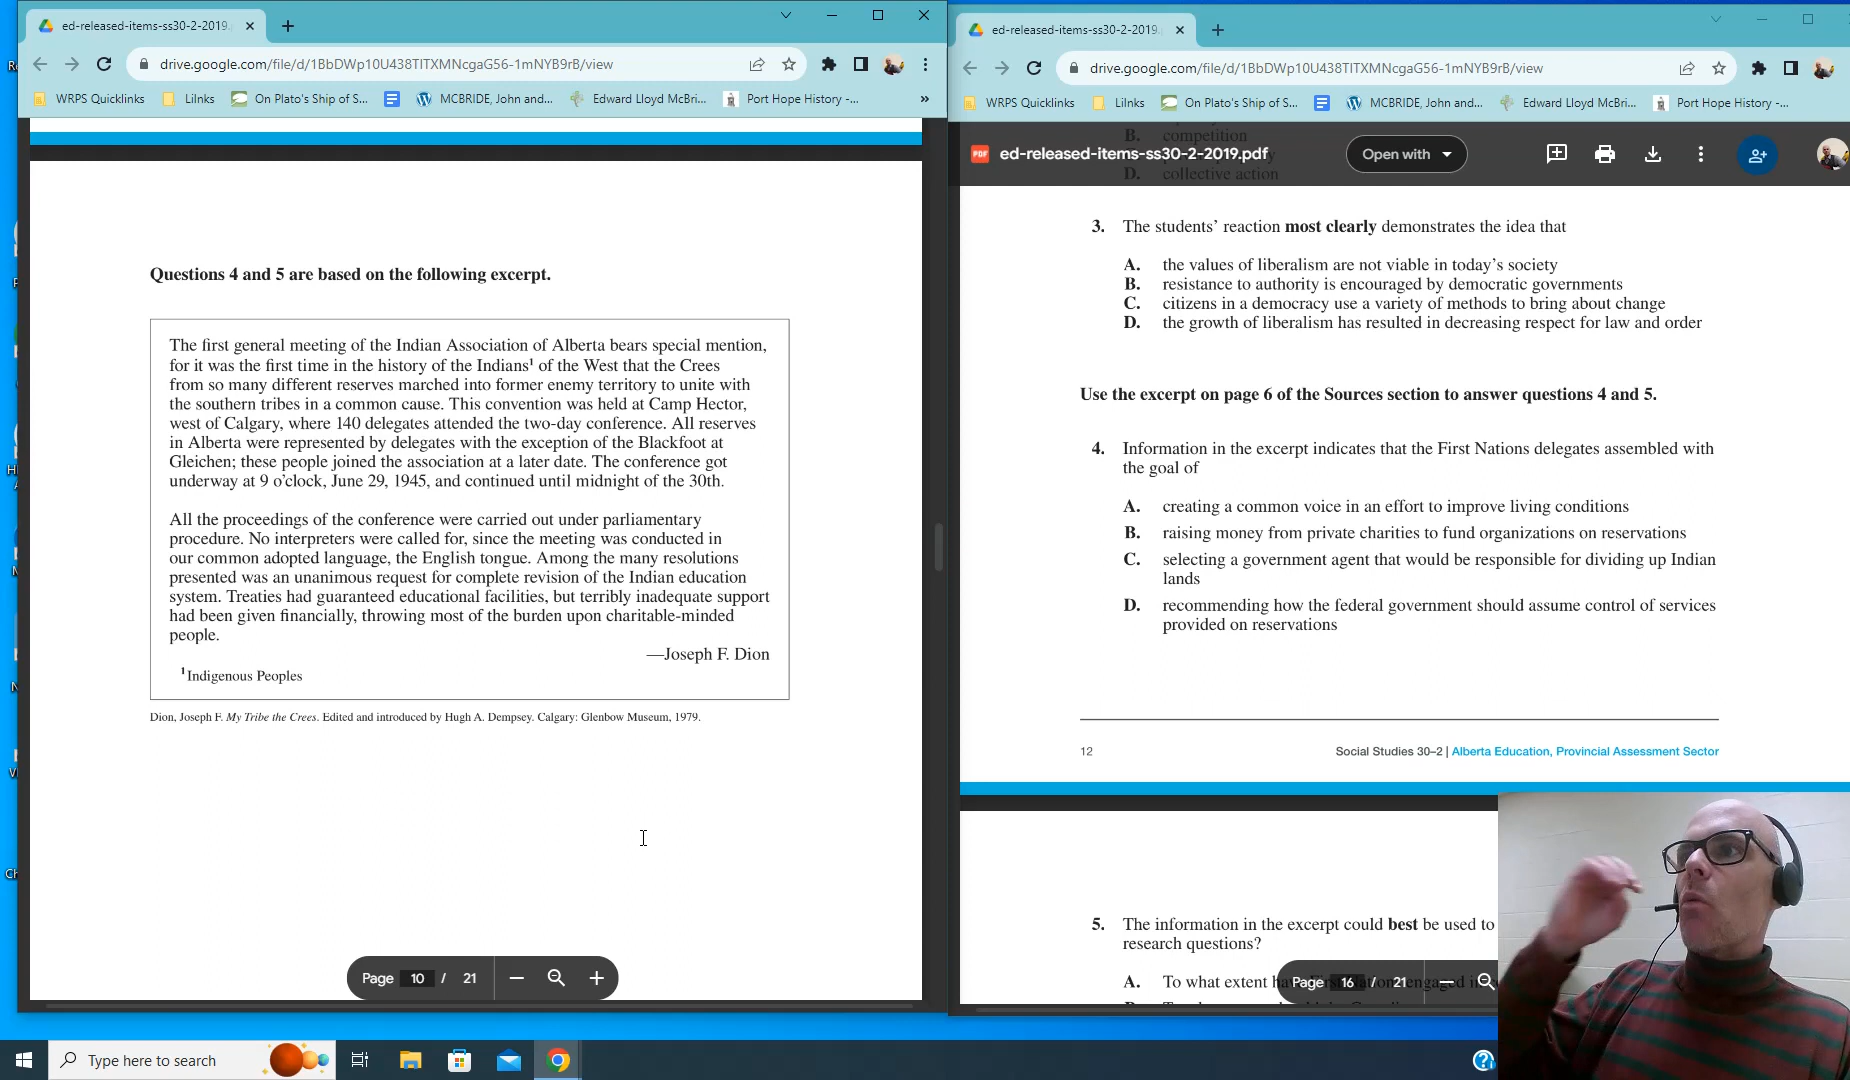 ed-released-items-ss30-2-2019.
drive.google.com/file/d/1BbDWp10U438TITXMNcgaG56-1mNYB9rB/view
WRPS Quicklinks LiInks On Plato's Ship of S... MCBRIDE, John and... Edward Lloyd McBri... Port Hope History -... »
Questions 4 and 5 are based on the following excerpt.
The first general meeting of the Indian Association of Alberta bears special mention,
for it was the first time in the history of the Indians¹ of the West that the Crees
from so many different reserves marched into former enemy territory to unite with
the southern tribes in a common cause. This convention was held at Camp Hector,
west of Calgary, where 140 delegates attended the two-day conference. All reserves
in Alberta were represented by delegates with the exception of the Blackfoot at
Gleichen; these people joined the association at a later date. The conference got
underway at 9 o'clock, June 29, 1945, and continued until midnight of the 30th.
All the proceedings of the conference were carried out under parliamentary
procedure. No interpreters were called for, since the meeting was conducted in
our common adopted language, the English tongue. Among the many resolutions
presented was an unanimous request for complete revision of the Indian education
system. Treaties had guaranteed educational facilities, but terribly inadequate support
had been given financially, throwing most of the burden upon charitable-minded
people.
—Joseph F. Dion
¹Indigenous Peoples
Dion, Joseph F. My Tribe the Crees. Edited and introduced by Hugh A. Dempsey. Calgary: Glenbow Museum, 1979.
Page 10 / 21
ed-released-items-ss30-2-2019.
drive.google.com/file/d/1BbDWp10U438TITXMNcgaG56-1mNYB9rB/view
WRPS Quicklinks LiInks On Plato's Ship of S... MCBRIDE, John and... Edward Lloyd McBri... Port Hope History -...
B. competition
PDF ed-released-items-ss30-2-2019.pdf Open with
D. collective action
3. The students' reaction most clearly demonstrates the idea that
A. the values of liberalism are not viable in today's society
B. resistance to authority is encouraged by democratic governments
C. citizens in a democracy use a variety of methods to bring about change
D. the growth of liberalism has resulted in decreasing respect for law and order
Use the excerpt on page 6 of the Sources section to answer questions 4 and 5.
4. Information in the excerpt indicates that the First Nations delegates assembled with
the goal of
A. creating a common voice in an effort to improve living conditions
B. raising money from private charities to fund organizations on reservations
C. selecting a government agent that would be responsible for dividing up Indian
lands
D. recommending how the federal government should assume control of services
provided on reservations
12 Social Studies 30–2 | Alberta Education, Provincial Assessment Sector
5. The information in the excerpt could best be used to
research questions?
A. To what extent engaged
Page 16 / 21
Type here to search